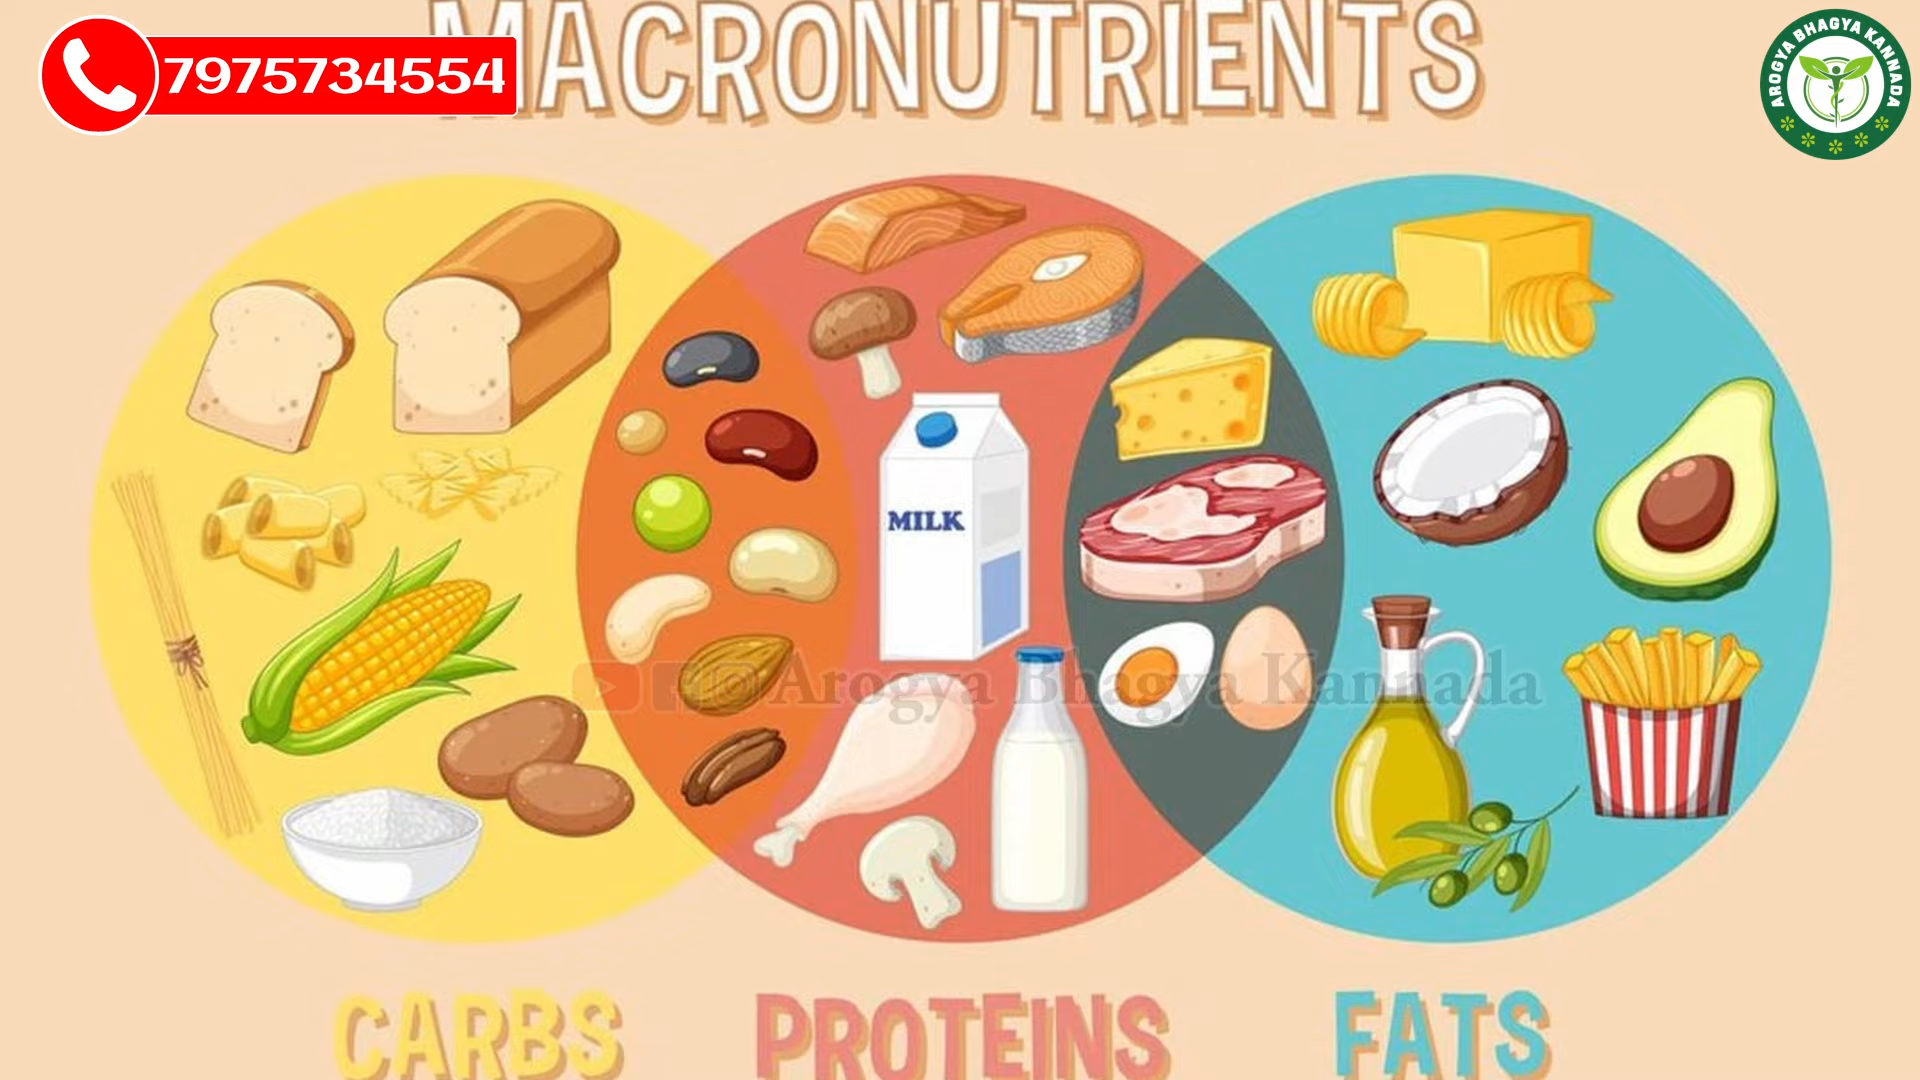 MACRONUTRIENTS
7975734554
AROGYA BHAGYA KANNADA
MILK
Arogya Bhagya Kannada
CARBS
PROTEINS
FATS